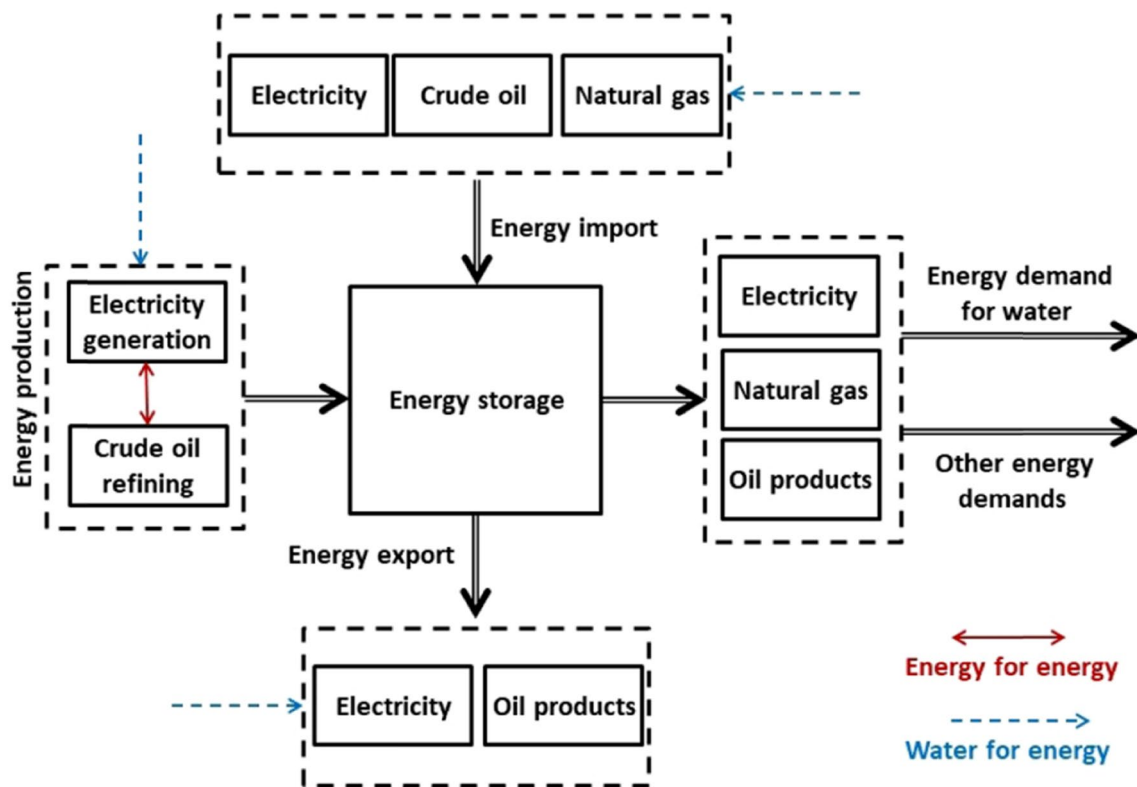 Electricity
Crude oil
Natural gas
Energy import
Energy production
Electricity
generation
Crude oil
refining
Energy storage
Electricity
Natural gas
Oil products
Energy demand
for water
Other energy
demands
Energy export
Electricity
Oil products
Energy for energy
Water for energy